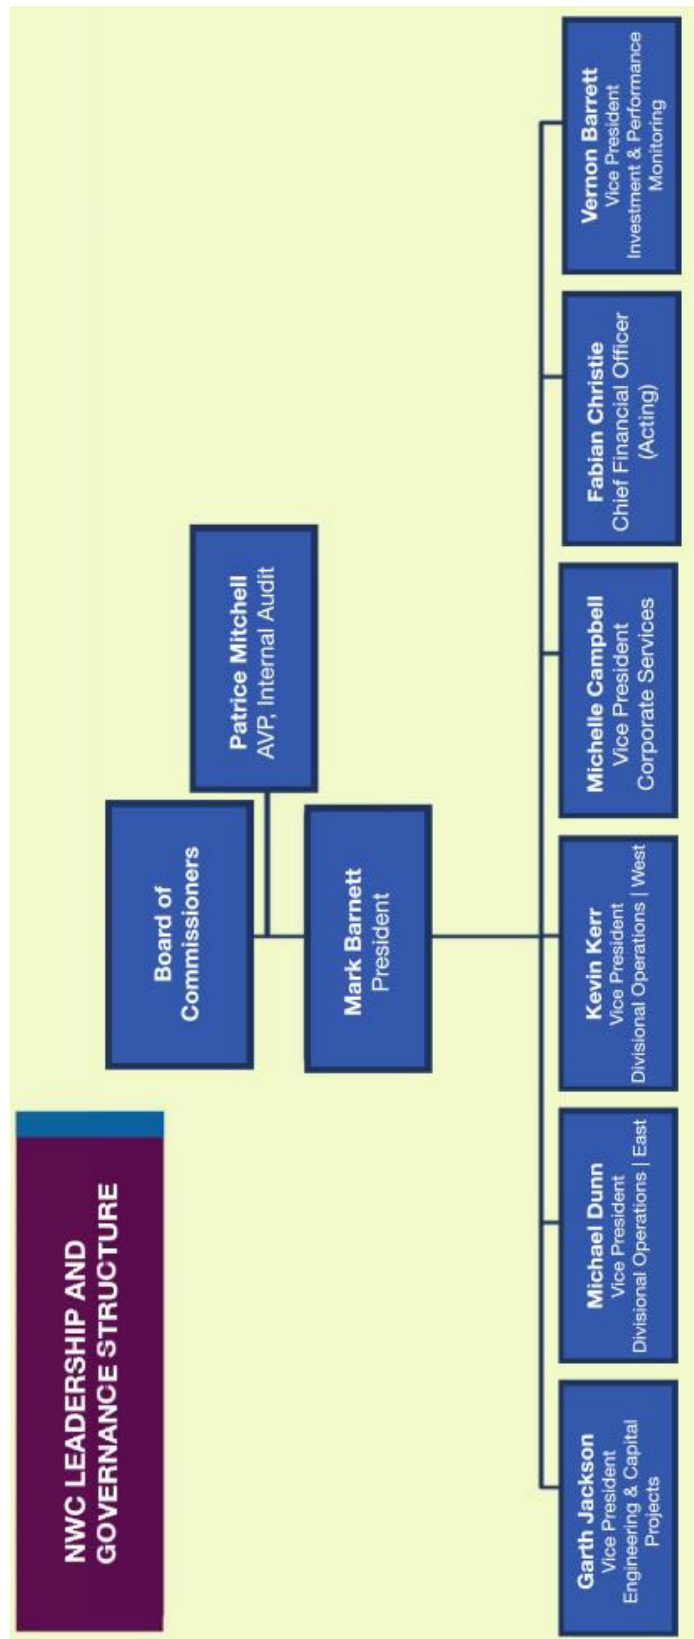 NWC LEADERSHIP AND
GOVERNANCE STRUCTURE
Board of
Commissioners
Patrice Mitchell
AVP, Internal Audit
Mark Barnett
President
Garth Jackson
Vice President
Engineering & Capital
Projects
Michael Dunn
Vice President
Divisional Operations | East
Kevin Kerr
Vice President
Divisional Operations | West
Michelle Campbell
Vice President
Corporate Services
Fabian Christie
Chief Financial Officer
(Acting)
Vernon Barrett
Vice President
Investment & Performance
Monitoring